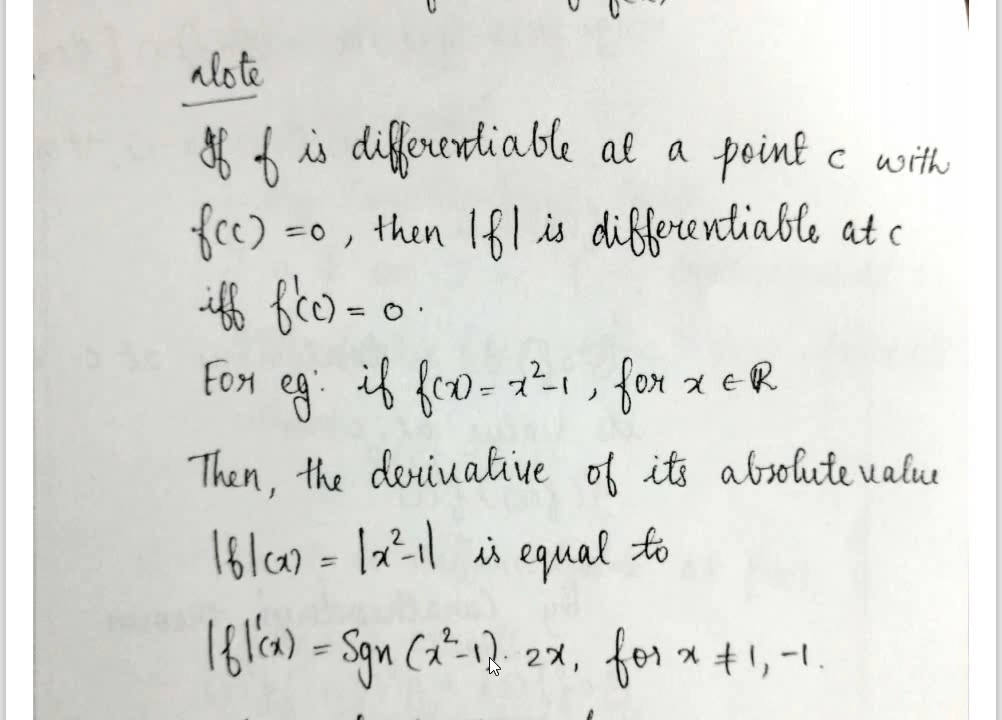 Note
If f is differentiable at a point c with
f(c) = 0, then |f| is differentiable at c
iff f'(c) = 0.
For eg: if f(x) = x²-1, for x ∈ ℝ
Then, the derivative of its absolute value
|f|(x) = |x²-1| is equal to
|f|'(x) = Sgn (x²-1). 2x, for x ≠ 1, -1.